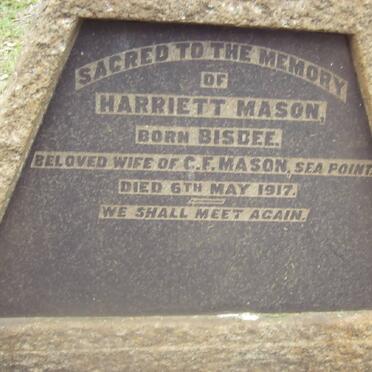 SACRED TO THE MEMORY
OF
HARRIETT MASON,
BORN BISDEE.
BELOVED WIFE OF C.F. MASON, SEA POINT.
DIED 6TH MAY 1917.
WE SHALL MEET AGAIN.